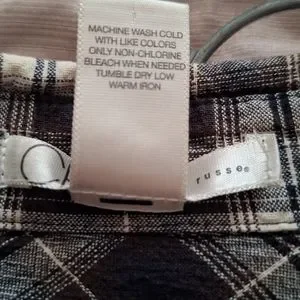 MACHINE WASH COLD
WITH LIKE COLORS
ONLY NON-CHLORINE
BLEACH WHEN NEEDED
TUMBLE DRY LOW
WARM IRON
russe®